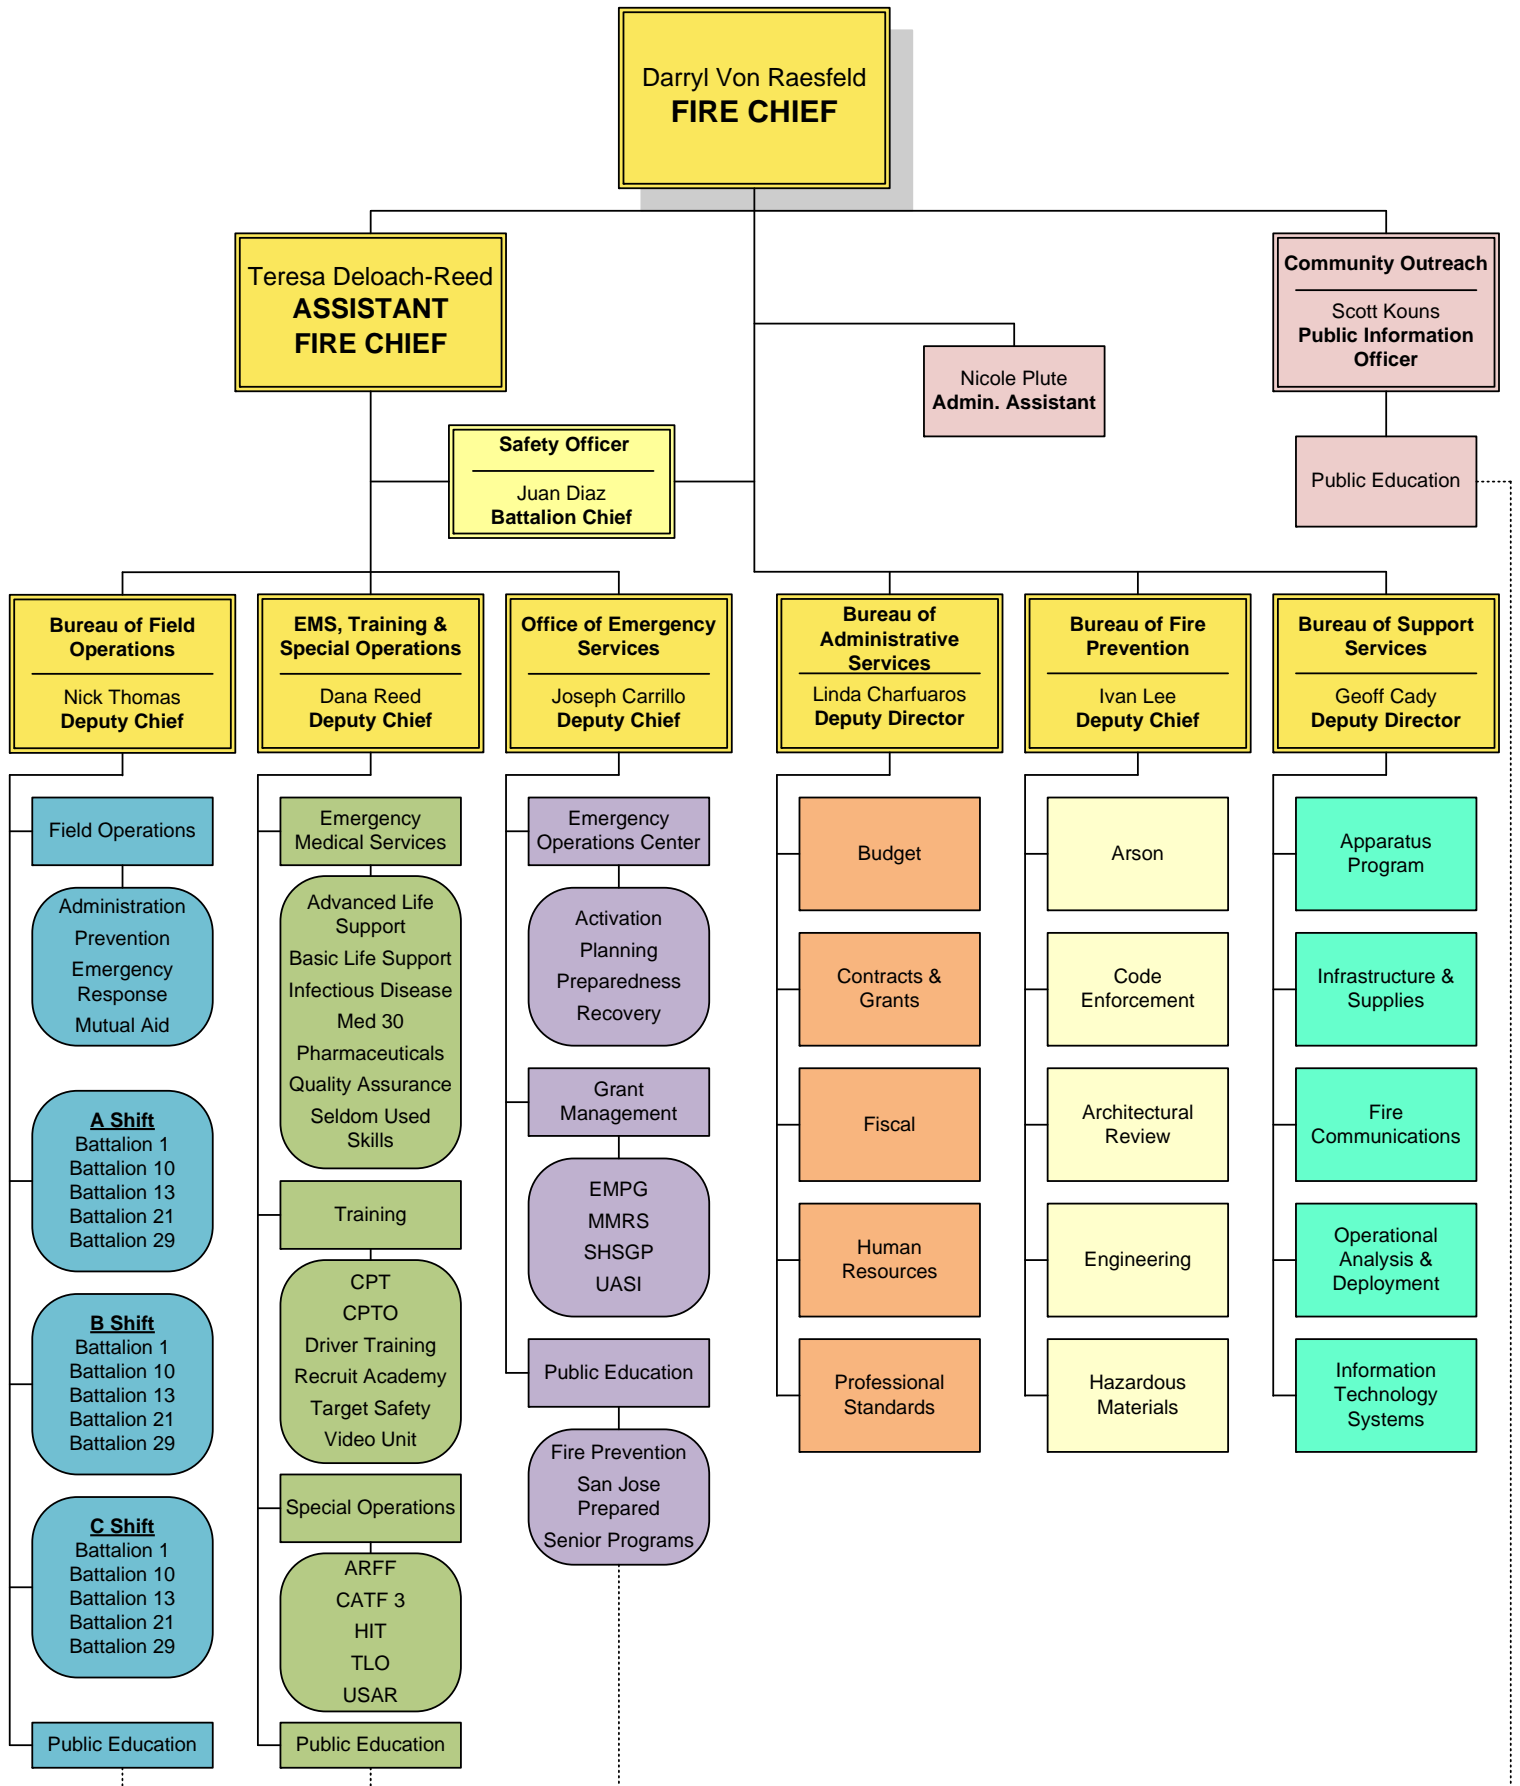 Darryl Von Raesfeld
FIRE CHIEF
Teresa Deloach-Reed
ASSISTANT
FIRE CHIEF
Community Outreach
Scott Kouns
Public Information
Officer
Nicole Plute
Admin. Assistant
Safety Officer
Juan Diaz
Battalion Chief
Public Education
Bureau of Field
Operations
Nick Thomas
Deputy Chief
EMS, Training &
Special Operations
Dana Reed
Deputy Chief
Office of Emergency
Services
Joseph Carrillo
Deputy Chief
Bureau of
Administrative
Services
Linda Charfuaros
Deputy Director
Bureau of Fire
Prevention
Ivan Lee
Deputy Chief
Bureau of Support
Services
Geoff Cady
Deputy Director
Field Operations
Administration
Prevention
Emergency
Response
Mutual Aid
A Shift
Battalion 1
Battalion 10
Battalion 13
Battalion 21
Battalion 29
B Shift
Battalion 1
Battalion 10
Battalion 13
Battalion 21
Battalion 29
C Shift
Battalion 1
Battalion 10
Battalion 13
Battalion 21
Battalion 29
Public Education
Emergency
Medical Services
Advanced Life
Support
Basic Life Support
Infectious Disease
Med 30
Pharmaceuticals
Quality Assurance
Seldom Used
Skills
Training
CPT
CPTO
Driver Training
Recruit Academy
Target Safety
Video Unit
Special Operations
ARFF
CATF 3
HIT
TLO
USAR
Public Education
Emergency
Operations Center
Activation
Planning
Preparedness
Recovery
Grant
Management
EMPG
MMRS
SHSGP
UASI
Public Education
Fire Prevention
San Jose
Prepared
Senior Programs
Budget
Contracts &
Grants
Fiscal
Human
Resources
Professional
Standards
Arson
Code
Enforcement
Architectural
Review
Engineering
Hazardous
Materials
Apparatus
Program
Infrastructure &
Supplies
Fire
Communications
Operational
Analysis &
Deployment
Information
Technology
Systems